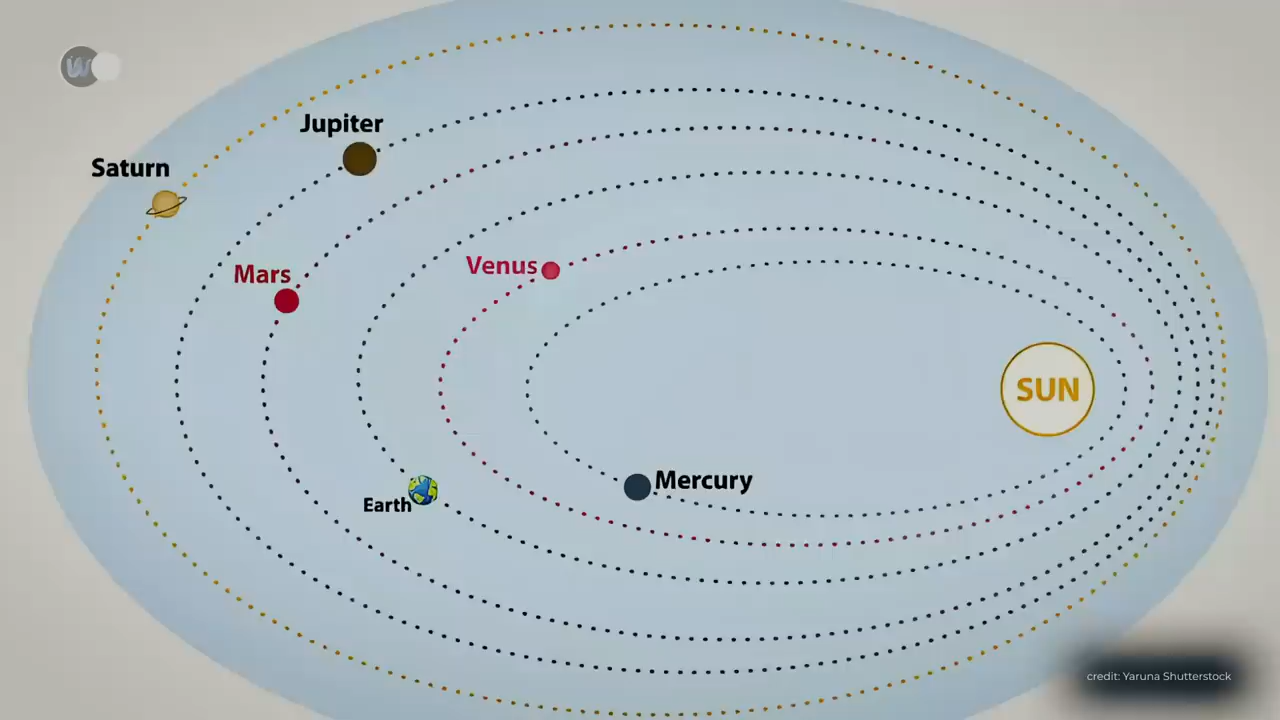 W
Jupiter
Saturn
Venus
Mars
SUN
Mercury
Earth
credit: Yaruna Shutterstock